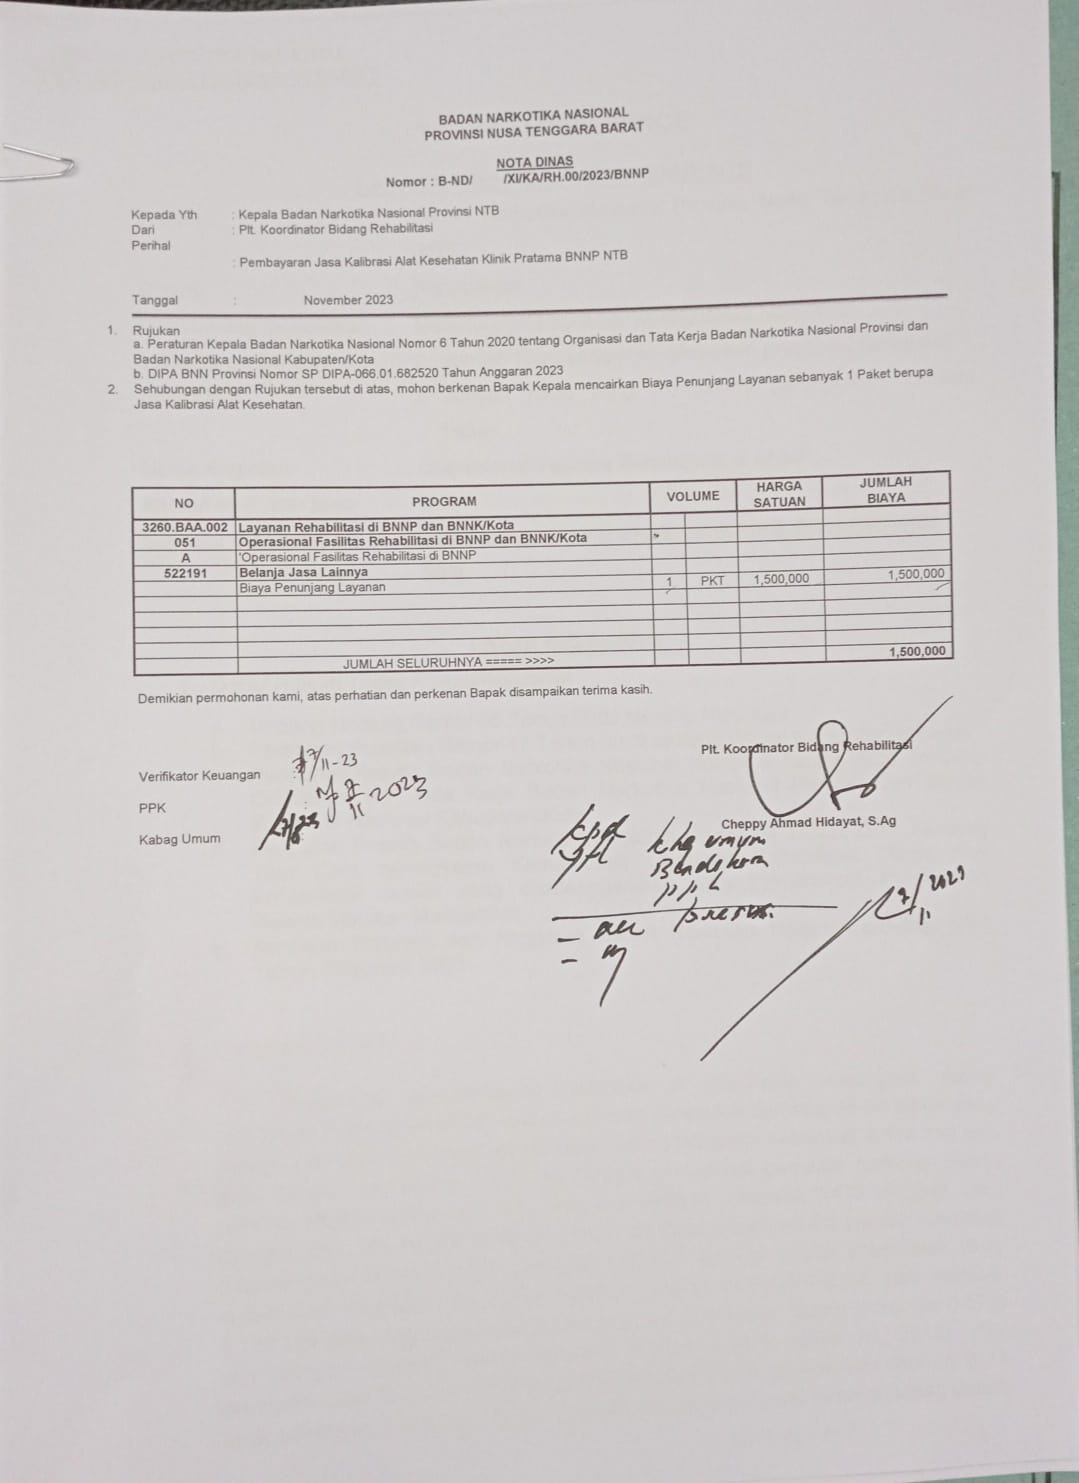 BADAN NARKOTIKA NASIONAL
PROVINSI NUSA TENGGARA BARAT
NOTA DINAS
Nomor : B-ND/ /XI/KA/RH.00/2023/BNNP
Kepada Yth : Kepala Badan Narkotika Nasional Provinsi NTB
Dari : Plt. Koordinator Bidang Rehabilitasi
Perihal
: Pembayaran Jasa Kalibrasi Alat Kesehatan Klinik Pratama BNNP NTB
Tanggal : November 2023
1. Rujukan
a. Peraturan Kepala Badan Narkotika Nasional Nomor 6 Tahun 2020 tentang Organisasi dan Tata Kerja Badan Narkotika Nasional Provinsi dan
Badan Narkotika Nasional Kabupaten/Kota
b. DIPA BNN Provinsi Nomor SP DIPA-066.01.682520 Tahun Anggaran 2023
2. Sehubungan dengan Rujukan tersebut di atas, mohon berkenan Bapak Kepala mencairkan Biaya Penunjang Layanan sebanyak 1 Paket berupa
Jasa Kalibrasi Alat Kesehatan.
NO PROGRAM VOLUME HARGA SATUAN JUMLAH BIAYA
3260.BAA.002 Layanan Rehabilitasi di BNNP dan BNNK/Kota
051 Operasional Fasilitas Rehabilitasi di BNNP dan BNNK/Kota
A 'Operasional Fasilitas Rehabilitasi di BNNP
522191 Belanja Jasa Lainnya
Biaya Penunjang Layanan 1 PKT 1,500,000 1,500,000
JUMLAH SELURUHNYA ===== >>>> 1,500,000
Demikian permohonan kami, atas perhatian dan perkenan Bapak disampaikan terima kasih.
Plt. Koordinator Bidang Rehabilitasi
Verifikator Keuangan 7/11-23
PPK : 2023
Kabag Umum
Cheppy Ahmad Hidayat, S.Ag
umum
7/2023
11